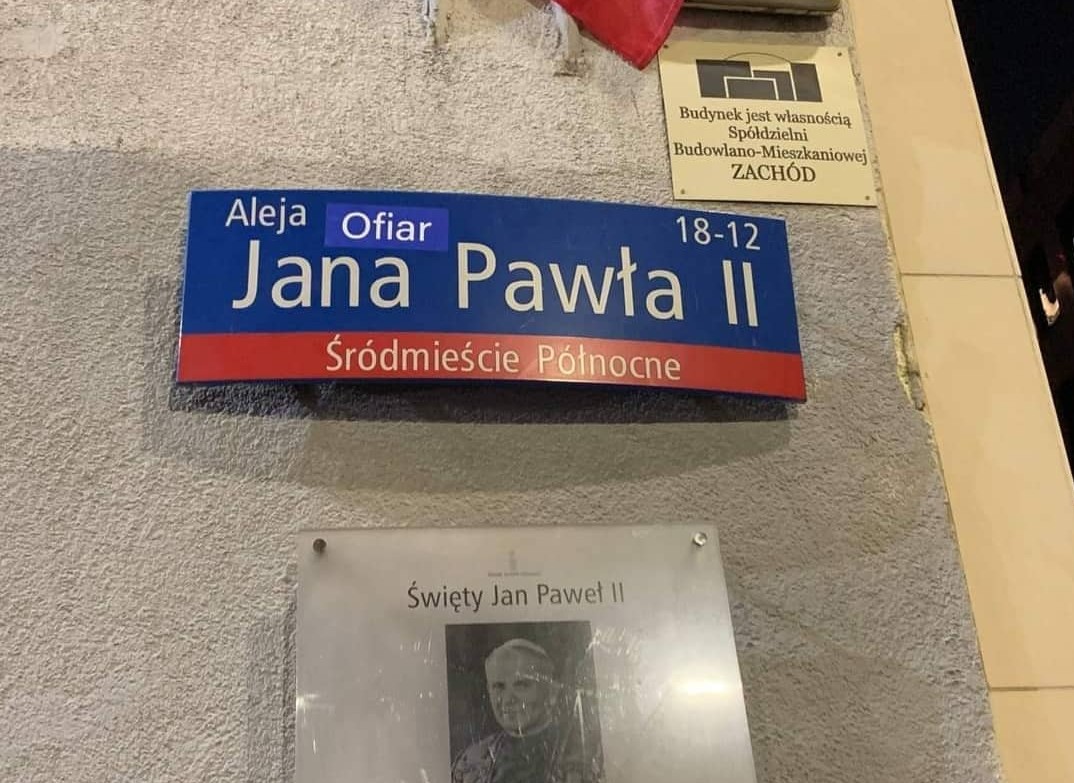 Budynek jest własnością
Spółdzielni
Budowlano-Mieszkaniowej
ZACHÓD
Aleja Ofiar 18-12
Jana Pawła II
Śródmieście Północne
Święty Jan Paweł II